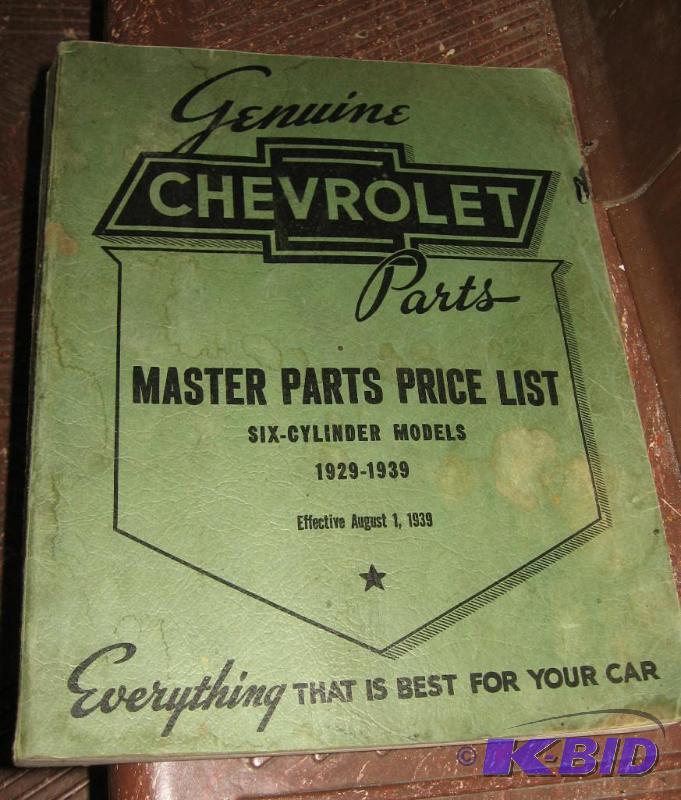 Genuine
CHEVROLET
Parts
MASTER PARTS PRICE LIST
SIX-CYLINDER MODELS
1929-1939
Effective August 1, 1939
Everything THAT IS BEST FOR YOUR CAR
© K-BID